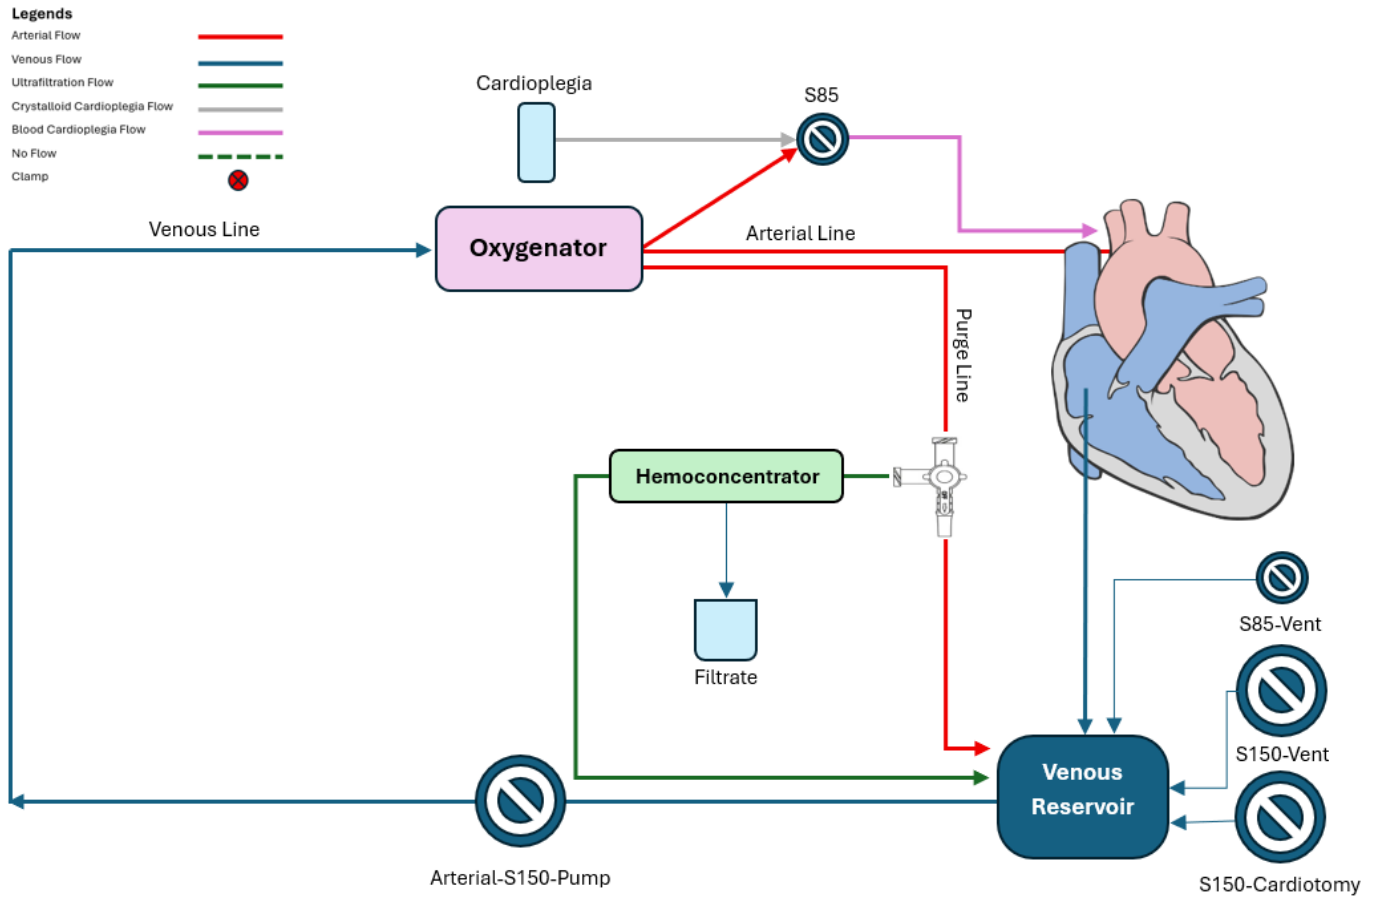 Legends
Arterial Flow
Venous Flow
Ultrafiltration Flow
Crystalloid Cardioplegia Flow
Blood Cardioplegia Flow
No Flow
Clamp
Cardioplegia
S85
Venous Line
Oxygenator
Arterial Line
Purge Line
Hemoconcentrator
Filtrate
S85-Vent
S150-Vent
Venous
Reservoir
Arterial-S150-Pump
S150-Cardiotomy